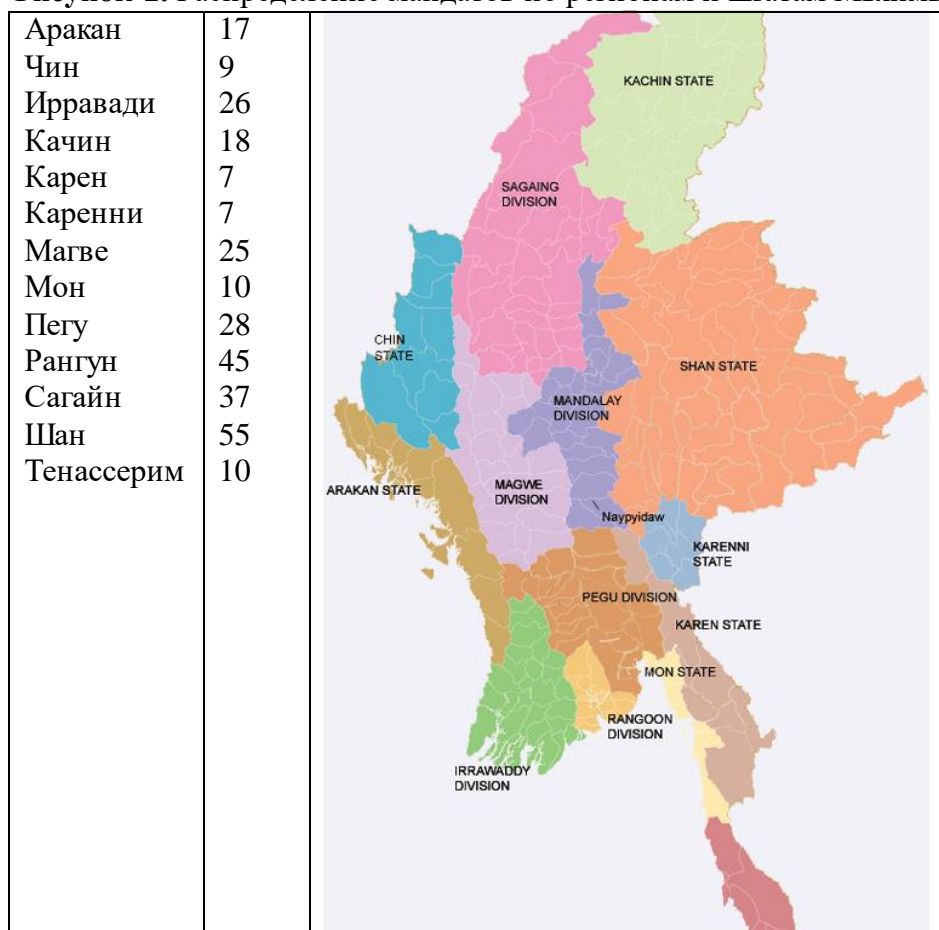 Аракан 17
Чин 9
Ирравади 26
Качин 18
Карен 7
Каренни 7
Магве 25
Мон 10
Пегу 28
Рангун 45
Сагайн 37
Шан 55
Тенассерим 10
KACHIN STATE
SAGAING
DIVISION
CHIN
STATE
SHAN STATE
MANDALAY
DIVISION
ARAKAN STATE
MAGWE
DIVISION
Naypyidaw
KARENNI
STATE
PEGU DIVISION
KAREN STATE
MON STATE
RANGOON
DIVISION
IRRAWADDY
DIVISION